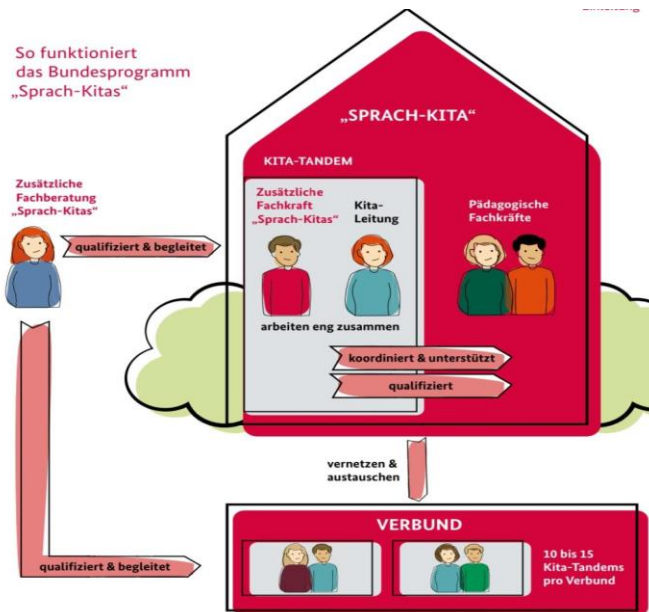 So funktioniert
das Bundesprogramm
„Sprach-Kitas“
„SPRACH-KITA“
KITA-TANDEM
Zusätzliche
Fachberatung
„Sprach-Kitas“
Zusätzliche
Fachkraft
„Sprach-Kitas“
Kita-
Leitung
Pädagogische
Fachkräfte
qualifiziert & begleitet
arbeiten eng zusammen
koordiniert & unterstützt
qualifiziert
vernetzen &
austauschen
VERBUND
10 bis 15
Kita-Tandems
pro Verbund
qualifiziert & begleitet